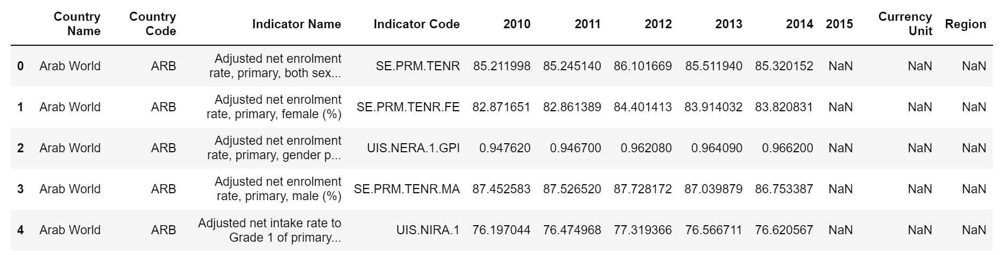 Country Name Country Code Indicator Name Indicator Code 2010 2011 2012 2013 2014 2015 Currency Unit Region
0 Arab World ARB Adjusted net enrolment rate, primary, both sex... SE.PRM.TENR 85.211998 85.245140 86.101669 85.511940 85.320152 NaN NaN NaN
1 Arab World ARB Adjusted net enrolment rate, primary, female (%) SE.PRM.TENR.FE 82.871651 82.861389 84.401413 83.914032 83.820831 NaN NaN NaN
2 Arab World ARB Adjusted net enrolment rate, primary, gender p... UIS.NERA.1.GPI 0.947620 0.946700 0.962080 0.964090 0.966200 NaN NaN NaN
3 Arab World ARB Adjusted net enrolment rate, primary, male (%) SE.PRM.TENR.MA 87.452583 87.526520 87.728172 87.039879 86.753387 NaN NaN NaN
4 Arab World ARB Adjusted net intake rate to Grade 1 of primary... UIS.NIRA.1 76.197044 76.474968 77.319366 76.566711 76.620567 NaN NaN NaN